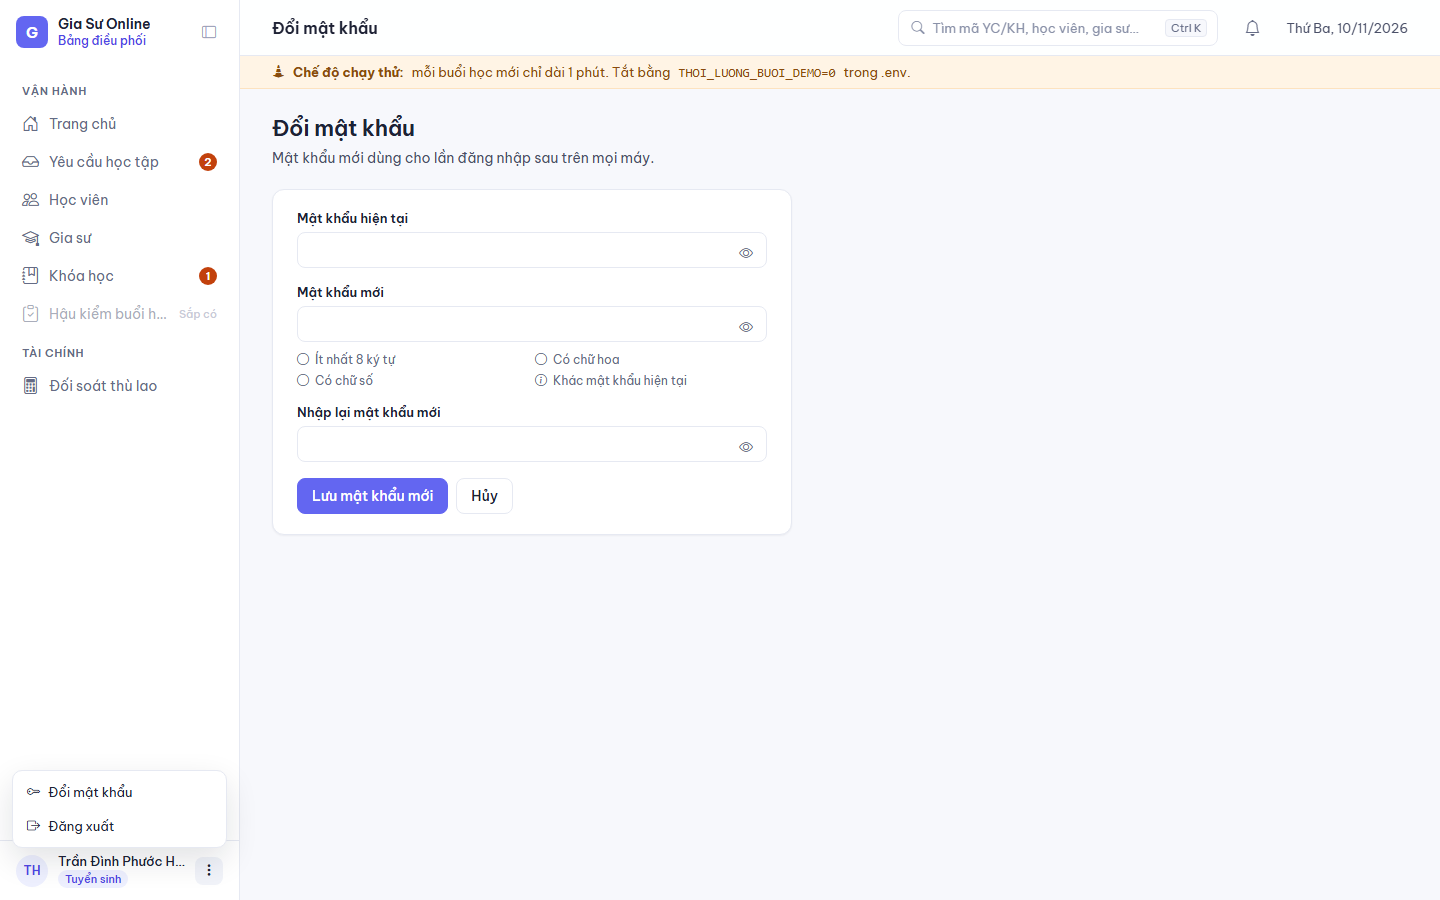 G
Gia Sư Online
Bảng điều phối
VẬN HÀNH
Trang chủ
Yêu cầu học tập 2
Học viên
Gia sư
Khóa học 1
Hậu kiểm buổi h... Sắp có
TÀI CHÍNH
Đối soát thù lao
Đổi mật khẩu
Đăng xuất
TH
Trần Đình Phước H...
Tuyển sinh
Đổi mật khẩu
Tìm mã YC/KH, học viên, gia sư... Ctrl K
Thứ Ba, 10/11/2026
Chế độ chạy thử: mỗi buổi học mới chỉ dài 1 phút. Tắt bằng THOI_LUONG_BUOI_DEMO=0 trong .env.
Đổi mật khẩu
Mật khẩu mới dùng cho lần đăng nhập sau trên mọi máy.
Mật khẩu hiện tại
Mật khẩu mới
Ít nhất 8 ký tự
Có chữ hoa
Có chữ số
Khác mật khẩu hiện tại
Nhập lại mật khẩu mới
Lưu mật khẩu mới
Hủy